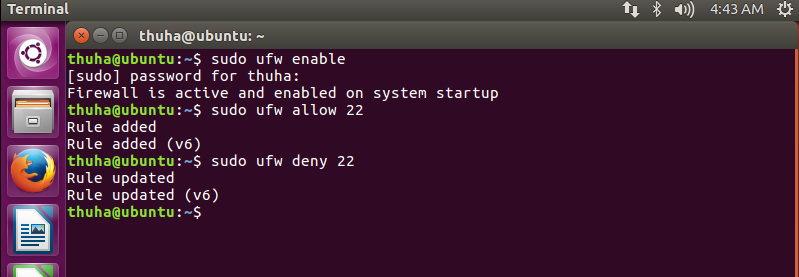 Terminal
4:43 AM
thuha@ubuntu: ~
thuha@ubuntu:~$ sudo ufw enable
[sudo] password for thuha:
Firewall is active and enabled on system startup
thuha@ubuntu:~$ sudo ufw allow 22
Rule added
Rule added (v6)
thuha@ubuntu:~$ sudo ufw deny 22
Rule updated
Rule updated (v6)
thuha@ubuntu:~$